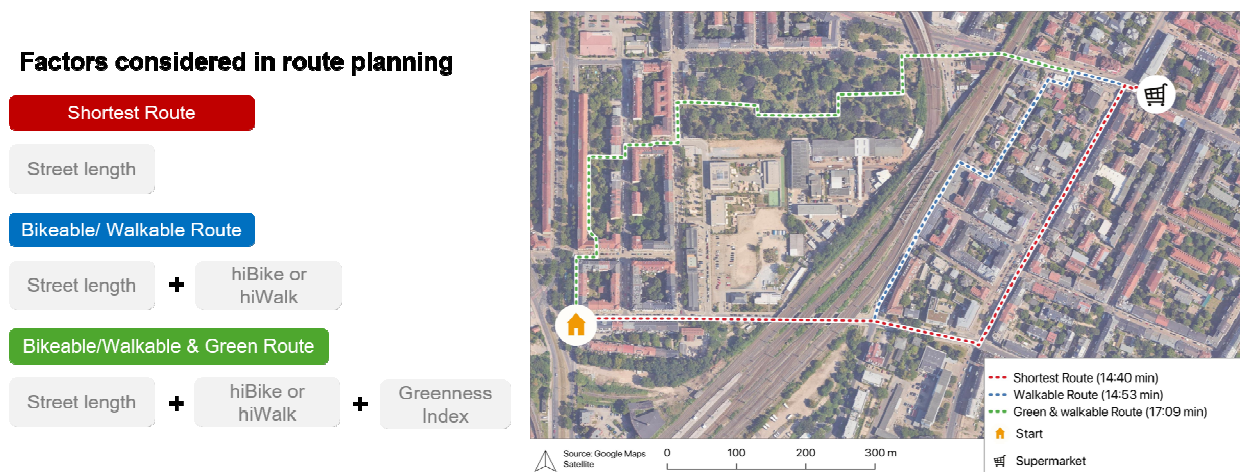 Factors considered in route planning
Shortest Route
Street length
Bikeable/ Walkable Route
Street length + hiBike or
hiWalk
Bikeable/Walkable & Green Route
Street length + hiBike or
hiWalk + Greenness
Index
Shortest Route (14:40 min)
Walkable Route (14:53 min)
Green & walkable Route (17:09 min)
Start
Supermarket
Source: Google Maps
Satellite
0 100 200 300 m